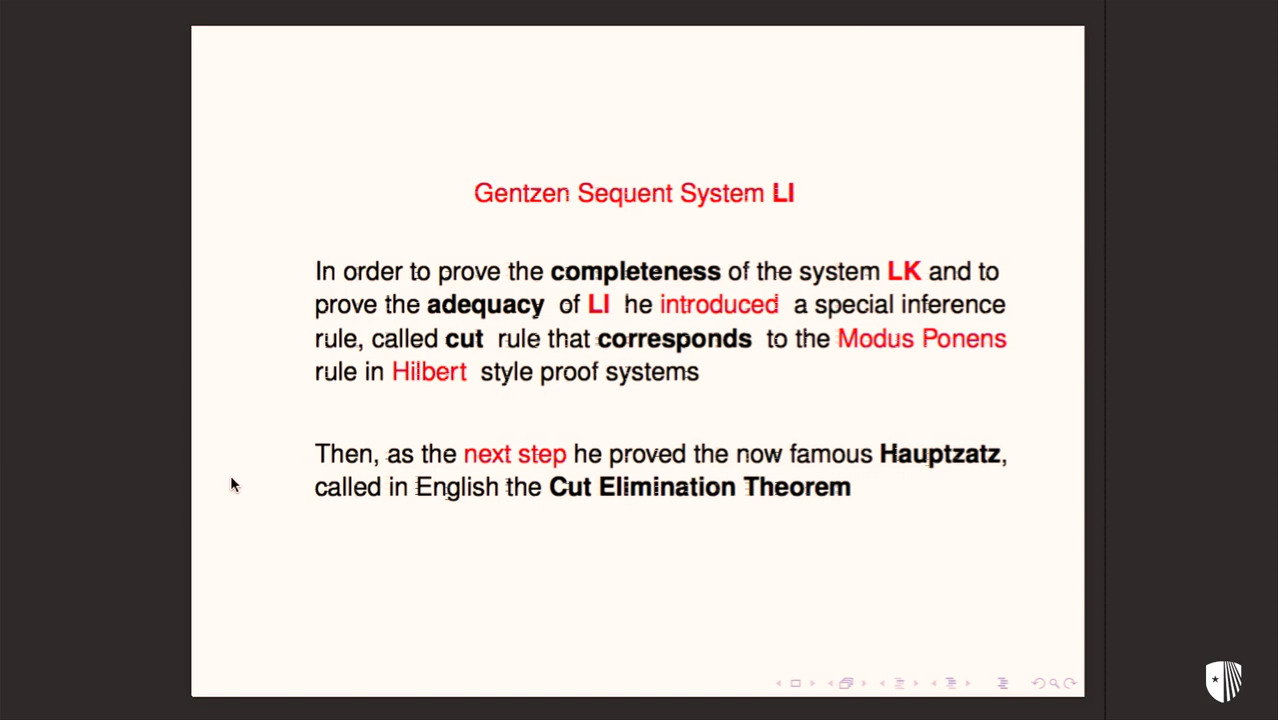 Gentzen Sequent System LI
In order to prove the completeness of the system LK and to
prove the adequacy of LI he introduced a special inference
rule, called cut rule that corresponds to the Modus Ponens
rule in Hilbert style proof systems
Then, as the next step he proved the now famous Hauptzatz,
called in English the Cut Elimination Theorem